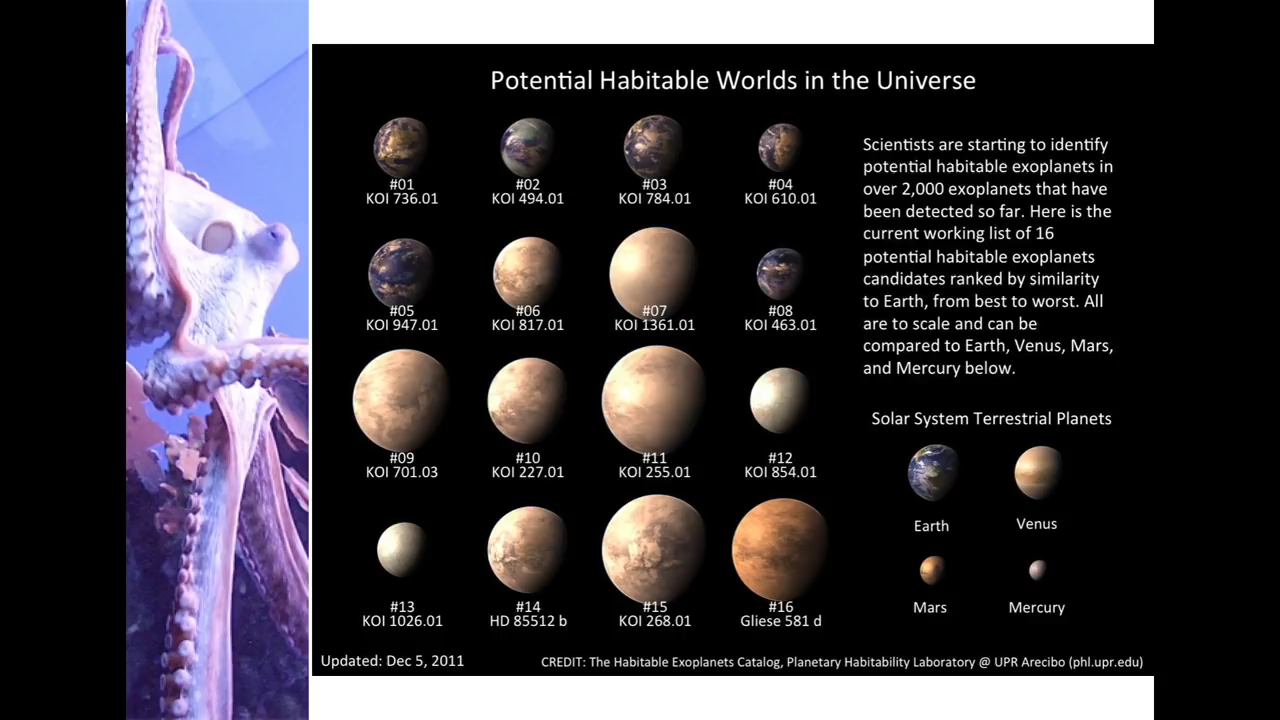 Potential Habitable Worlds in the Universe
#01
KOI 736.01
#02
KOI 494.01
#03
KOI 784.01
#04
KOI 610.01
#05
KOI 947.01
#06
KOI 817.01
#07
KOI 1361.01
#08
KOI 463.01
#09
KOI 701.03
#10
KOI 227.01
#11
KOI 255.01
#12
KOI 854.01
#13
KOI 1026.01
#14
HD 85512 b
#15
KOI 268.01
#16
Gliese 581 d
Scientists are starting to identify
potential habitable exoplanets in
over 2,000 exoplanets that have
been detected so far. Here is the
current working list of 16
potential habitable exoplanets
candidates ranked by similarity
to Earth, from best to worst. All
are to scale and can be
compared to Earth, Venus, Mars,
and Mercury below.
Solar System Terrestrial Planets
Earth
Venus
Mars
Mercury
Updated: Dec 5, 2011
CREDIT: The Habitable Exoplanets Catalog, Planetary Habitability Laboratory @ UPR Arecibo (phl.upr.edu)